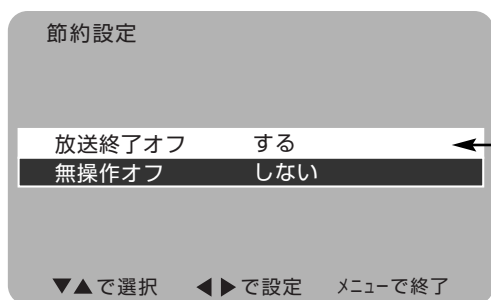 節約設定
放送終了オフ する
無操作オフ しない
▼▲で選択 ◀▶で設定 メニューで終了